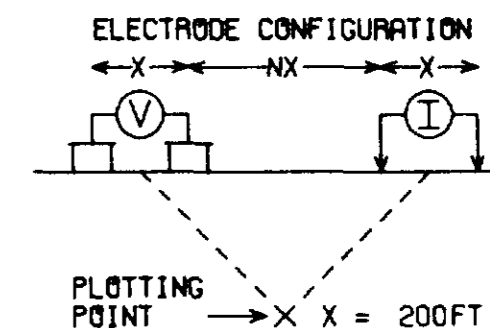 ELECTRODE CONFIGURATION
X NX X
V I
PLOTTING
POINT X X = 200FT